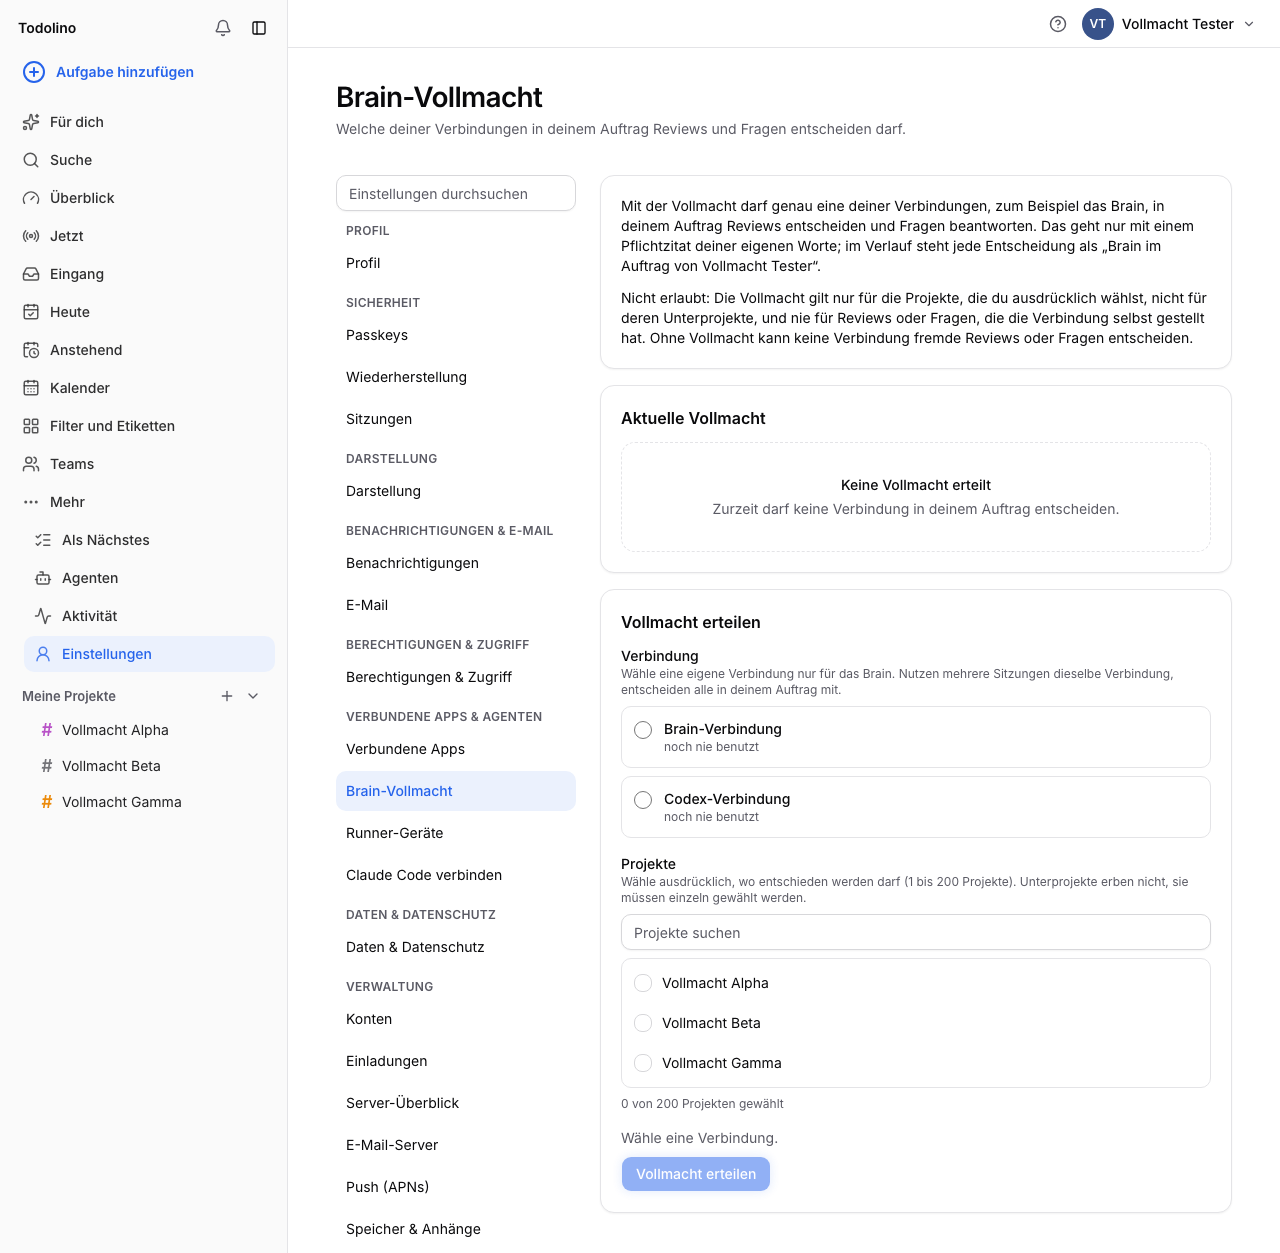 Todolino
Aufgabe hinzufügen
Für dich
Suche
Überblick
Jetzt
Eingang
Heute
Anstehend
Kalender
Filter und Etiketten
Teams
Mehr
Als Nächstes
Agenten
Aktivität
Einstellungen
Meine Projekte
# Vollmacht Alpha
# Vollmacht Beta
# Vollmacht Gamma
VT Vollmacht Tester
Brain-Vollmacht
Welche deiner Verbindungen in deinem Auftrag Reviews und Fragen entscheiden darf.
Einstellungen durchsuchen
PROFIL
Profil
SICHERHEIT
Passkeys
Wiederherstellung
Sitzungen
DARSTELLUNG
Darstellung
BENACHRICHTIGUNGEN & E-MAIL
Benachrichtigungen
E-Mail
BERECHTIGUNGEN & ZUGRIFF
Berechtigungen & Zugriff
VERBUNDENE APPS & AGENTEN
Verbundene Apps
Brain-Vollmacht
Runner-Geräte
Claude Code verbinden
DATEN & DATENSCHUTZ
Daten & Datenschutz
VERWALTUNG
Konten
Einladungen
Server-Überblick
E-Mail-Server
Push (APNs)
Speicher & Anhänge
Mit der Vollmacht darf genau eine deiner Verbindungen, zum Beispiel das Brain, in
deinem Auftrag Reviews entscheiden und Fragen beantworten. Das geht nur mit einem
Pflichtzitat deiner eigenen Worte; im Verlauf steht jede Entscheidung als „Brain im
Auftrag von Vollmacht Tester“.
Nicht erlaubt: Die Vollmacht gilt nur für die Projekte, die du ausdrücklich wählst, nicht für
deren Unterprojekte, und nie für Reviews oder Fragen, die die Verbindung selbst gestellt
hat. Ohne Vollmacht kann keine Verbindung fremde Reviews oder Fragen entscheiden.
Aktuelle Vollmacht
Keine Vollmacht erteilt
Zurzeit darf keine Verbindung in deinem Auftrag entscheiden.
Vollmacht erteilen
Verbindung
Wähle eine eigene Verbindung nur für das Brain. Nutzen mehrere Sitzungen dieselbe Verbindung,
entscheiden alle in deinem Auftrag mit.
Brain-Verbindung
noch nie benutzt
Codex-Verbindung
noch nie benutzt
Projekte
Wähle ausdrücklich, wo entschieden werden darf (1 bis 200 Projekte). Unterprojekte erben nicht, sie
müssen einzeln gewählt werden.
Projekte suchen
Vollmacht Alpha
Vollmacht Beta
Vollmacht Gamma
0 von 200 Projekten gewählt
Wähle eine Verbindung.
Vollmacht erteilen